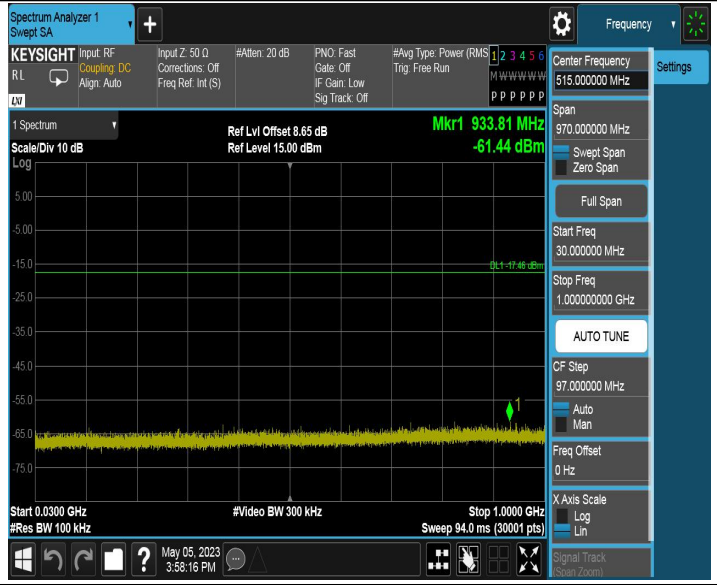 Spectrum Analyzer 1
Swept SA
+
Frequency
KEYSIGHT
RL
LXI
Input: RF
Coupling: DC
Align: Auto
Input Z: 50 Ω
Corrections: Off
Freq Ref: Int (S)
#Atten: 20 dB
PNO: Fast
Gate: Off
IF Gain: Low
Sig Track: Off
#Avg Type: Power (RMS
Trig: Free Run
1 2 3 4 5 6
M W W W W W
P P P P P P
Center Frequency
515.000000 MHz
Settings
1 Spectrum
Scale/Div 10 dB
Log
Ref Lvl Offset 8.65 dB
Ref Level 15.00 dBm
Mkr1 933.81 MHz
-61.44 dBm
Span
970.000000 MHz
Swept Span
Zero Span
Full Span
Start Freq
30.000000 MHz
Stop Freq
1.000000000 GHz
AUTO TUNE
CF Step
97.000000 MHz
Auto
Man
Freq Offset
0 Hz
X Axis Scale
Log
Lin
Signal Track
(Span Zoom)
5.00
-5.00
-15.0
DL1 -17.46 dBm
-25.0
-35.0
-45.0
-55.0
1
-65.0
-75.0
Start 0.0300 GHz
#Res BW 100 kHz
#Video BW 300 kHz
Stop 1.0000 GHz
Sweep 94.0 ms (30001 pts)
?
May 05, 2023
3:58:16 PM